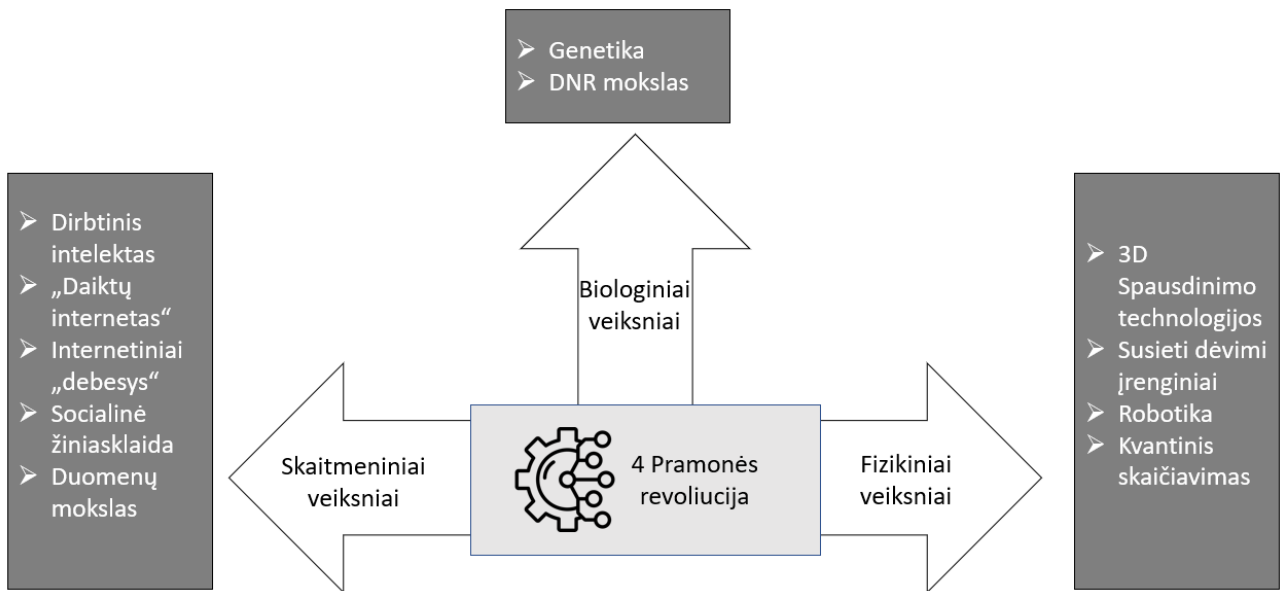 Genetika
DNR mokslas
Dirbtinis
intelektas
„Daiktų
internetas“
Internetiniai
„debesys“
Socialinė
žiniasklaida
Duomenų
mokslas
Biologiniai
veiksniai
Skaitmeniniai
veiksniai
4 Pramonės
revoliucija
Fizikiniai
veiksniai
3D
Spausdinimo
technologijos
Susieti dėvimi
įrenginiai
Robotika
Kvantinis
skaičiavimas